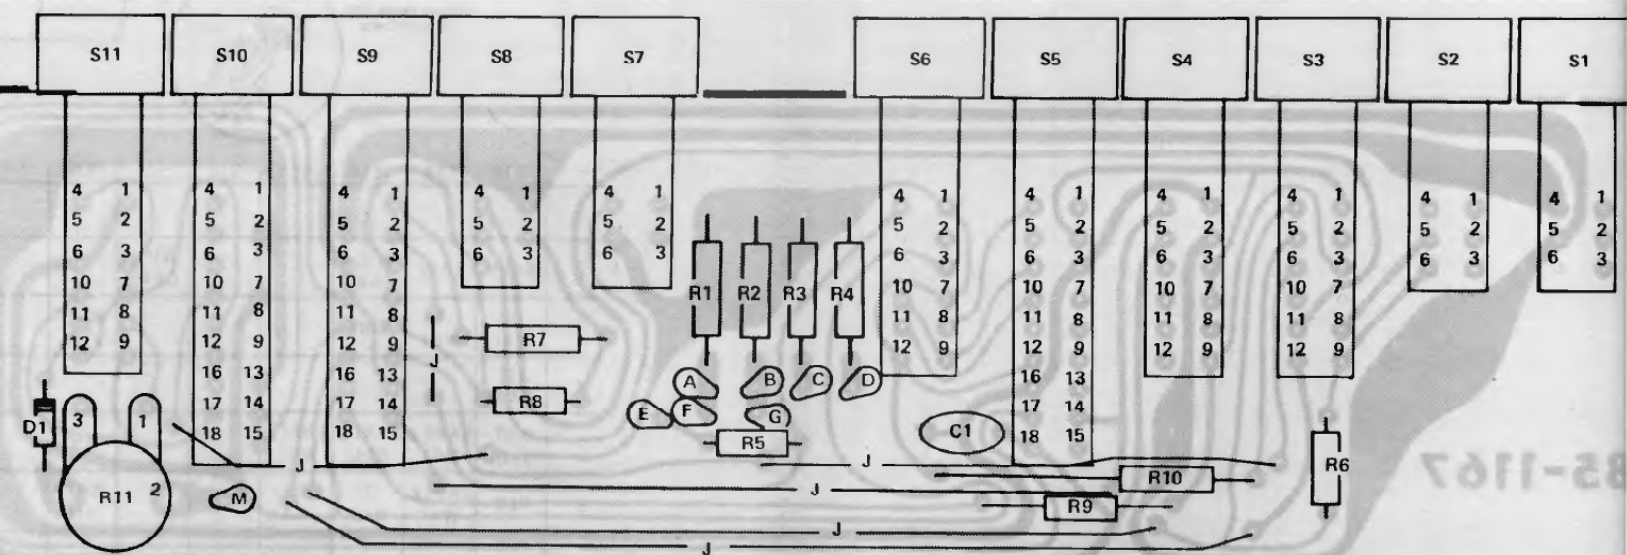 S11 S10 S9 S8 S7 S6 S5 S4 S3 S2 S1
4 1 4 1 4 1 4 1 4 1 4 1 4 1 4 1 4 1 4 1 4 1
5 2 5 2 5 2 5 2 5 2 5 2 5 2 5 2 5 2 5 2 5 2
6 3 6 3 6 3 6 3 6 3 6 3 6 3 6 3 6 3 6 3 6 3
10 7 10 7 10 7 R1 R2 R3 R4 10 7 10 7 10 7 10 7
11 8 11 8 11 8 11 8 11 8 11 8 11 8
12 9 12 9 12 9 J R7 12 9 12 9 12 9 12 9
16 13 16 13 A B C D 16 13
D1 3 1 17 14 17 14 R8 E F G 17 14
18 15 18 15 R5 C1 18 15
J J R10 R6 85-1167
R11 2 M J R9
J
J